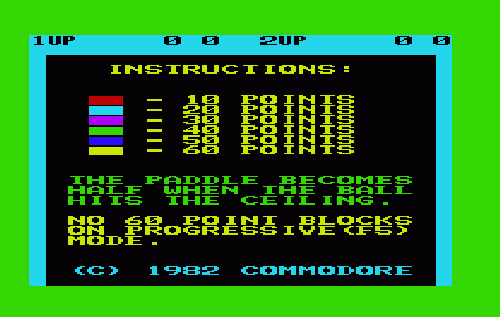 1UP 0 0 2UP 0 0
INSTRUCTIONS:
- 10 POINTS
- 20 POINTS
- 30 POINTS
- 40 POINTS
- 50 POINTS
- 60 POINTS
THE PADDLE BECOMES
HALF WHEN THE BALL
HITS THE CEILING.
NO 60 POINT BLOCKS
ON PROGRESSIVE(F5)
MODE.
(C) 1982 COMMODORE